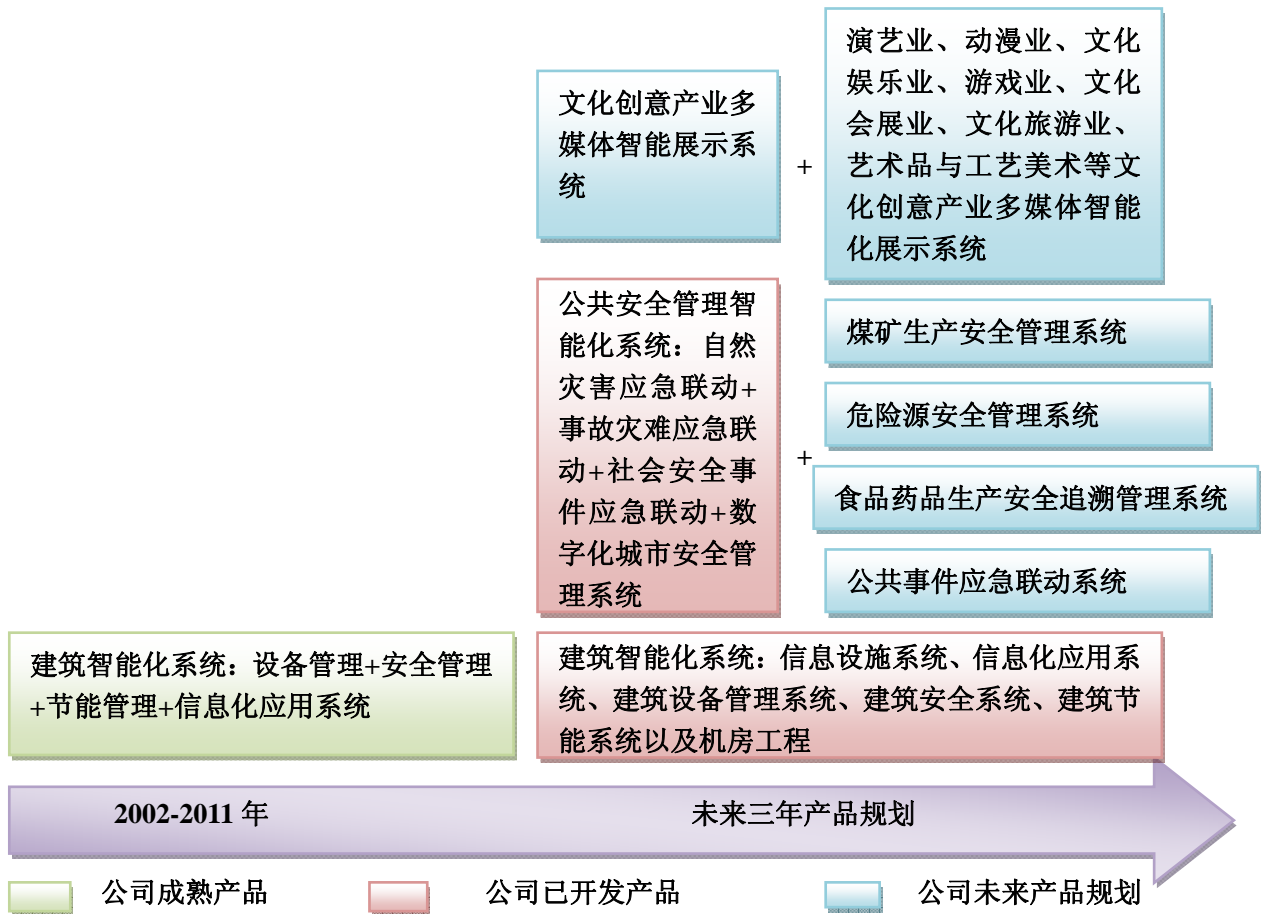 文化创意产业多
媒体智能展示系
统
+
演艺业、动漫业、文化
娱乐业、游戏业、文化
会展业、文化旅游业、
艺术品与工艺美术等文
化创意产业多媒体智能
化展示系统
公共安全管理智
能化系统：自然
灾害应急联动+
事故灾难应急联
动+社会安全事
件应急联动+数
字化城市安全管
理系统
+
煤矿生产安全管理系统
危险源安全管理系统
食品药品生产安全追溯管理系统
公共事件应急联动系统
建筑智能化系统：设备管理+安全管理
+节能管理+信息化应用系统
建筑智能化系统：信息设施系统、信息化应用系
统、建筑设备管理系统、建筑安全系统、建筑节
能系统以及机房工程
2002-2011 年
未来三年产品规划
公司成熟产品
公司已开发产品
公司未来产品规划